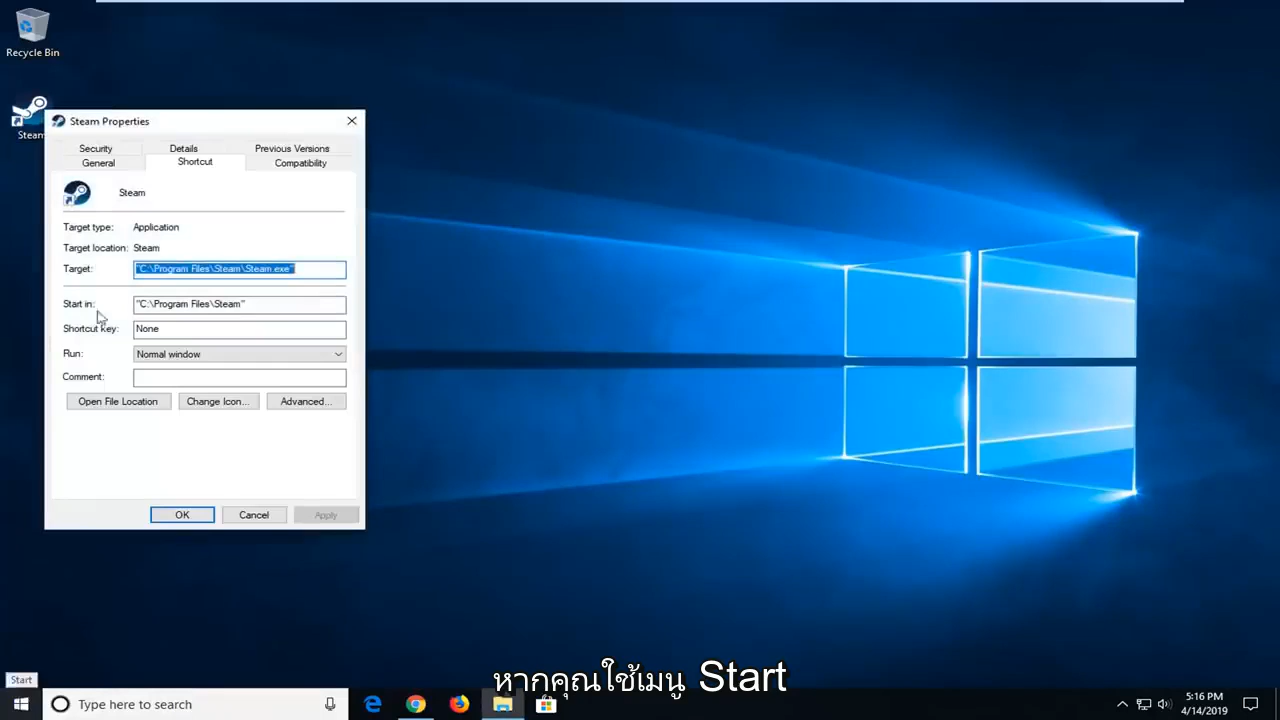 Recycle Bin
Steam
Steam Properties
Security
Details
Previous Versions
General
Shortcut
Compatibility
Steam
Target type: Application
Target location: Steam
Target: "C:\Program Files\Steam\Steam.exe"
Start in: "C:\Program Files\Steam"
Shortcut key: None
Run: Normal window
Comment:
Open File Location
Change Icon...
Advanced...
OK
Cancel
Apply
หากคุณใช้เมนู Start
Start
Type here to search
5:16 PM
4/14/2019